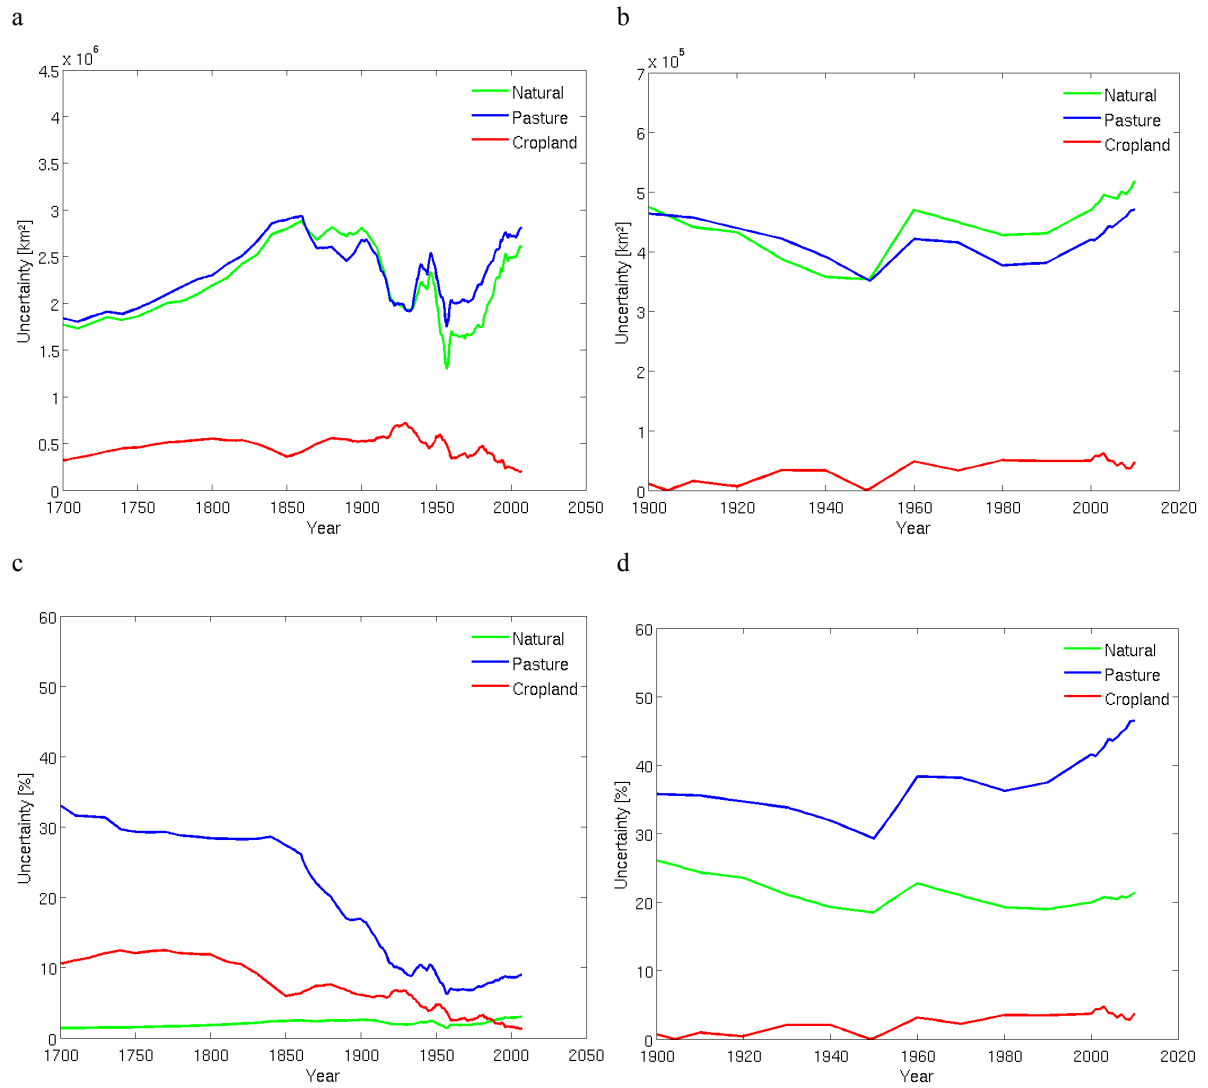 a
x 10⁶
4.5
4
3.5
3
2.5
2
1.5
1
0.5
0
Uncertainty [km²]
1700 1750 1800 1850 1900 1950 2000 2050
Year
Natural
Pasture
Cropland
b
x 10⁵
7
6
5
4
3
2
1
0
Uncertainty [km²]
1900 1920 1940 1960 1980 2000 2020
Year
Natural
Pasture
Cropland
c
60
50
40
30
20
10
0
Uncertainty [%]
1700 1750 1800 1850 1900 1950 2000 2050
Year
Natural
Pasture
Cropland
d
60
50
40
30
20
10
0
Uncertainty [%]
1900 1920 1940 1960 1980 2000 2020
Year
Natural
Pasture
Cropland